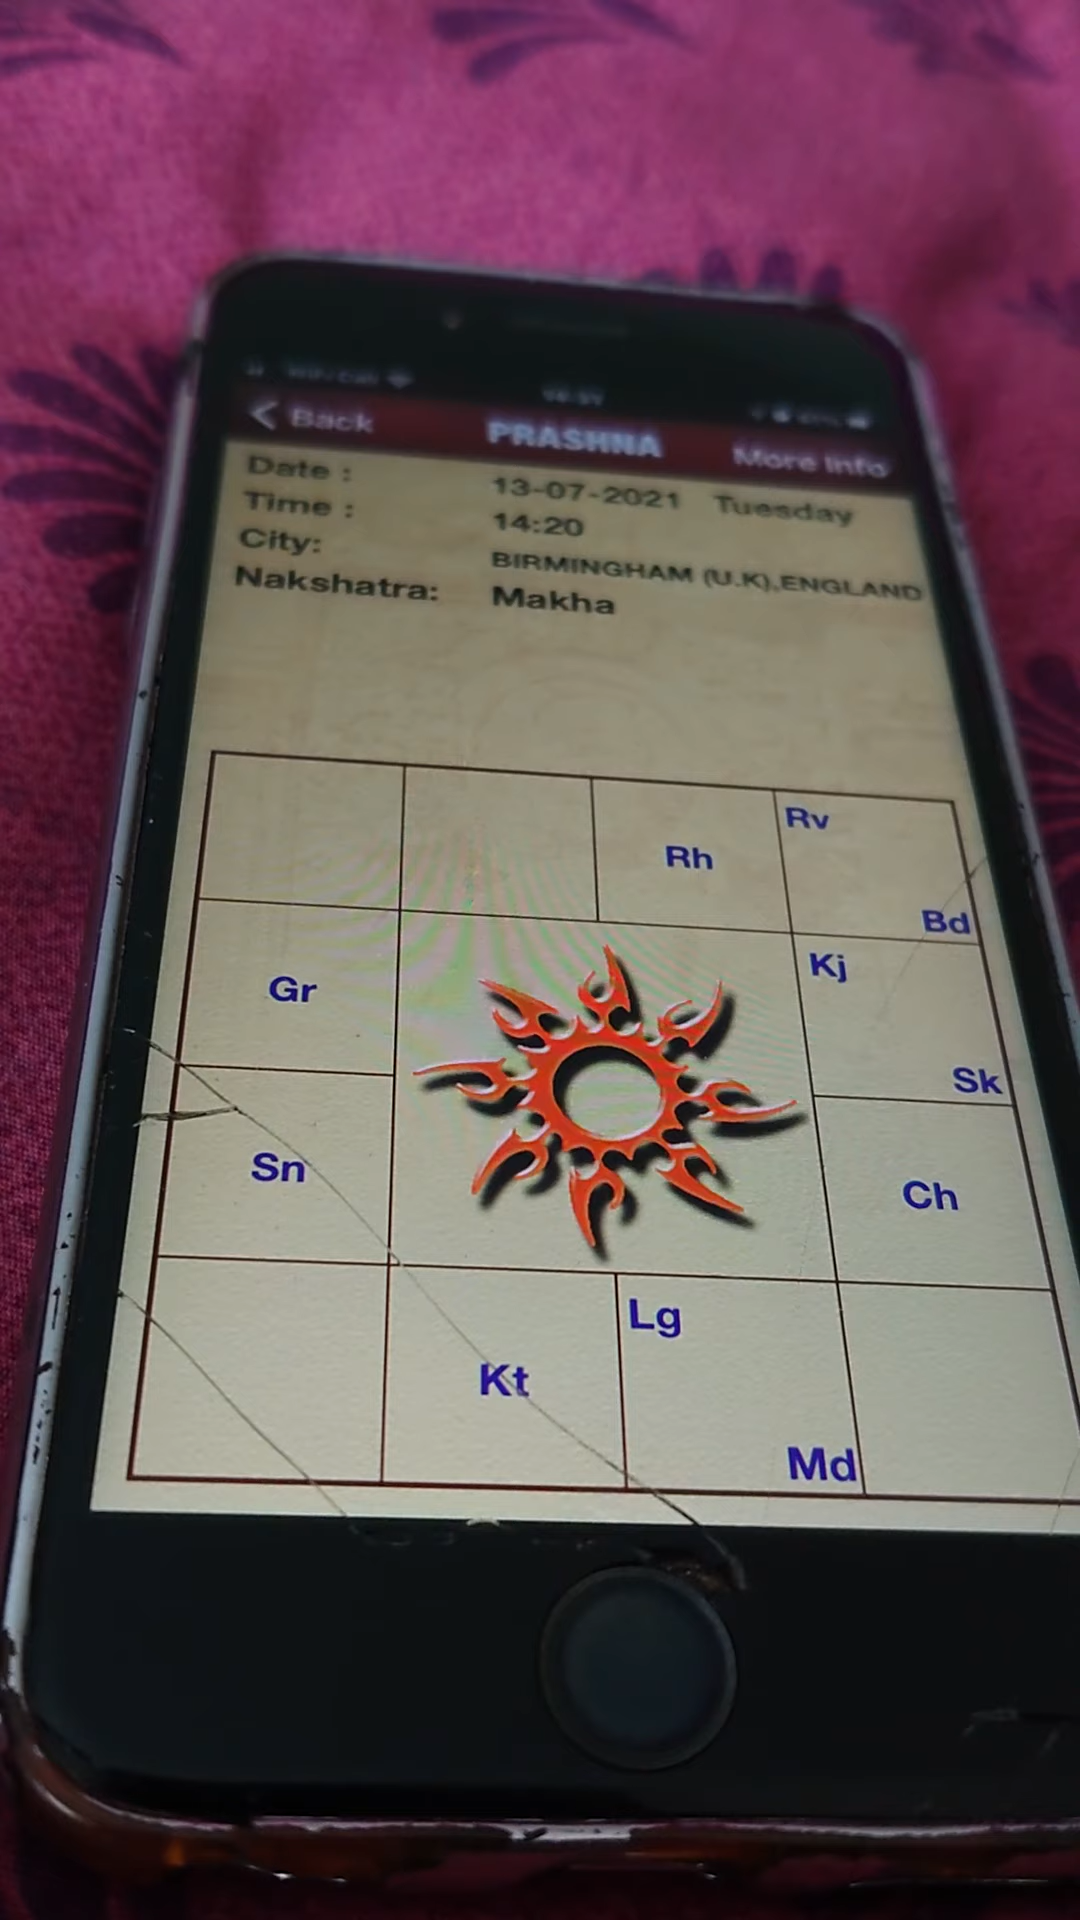 Back PRASHNA More Info
Date : 13-07-2021 Tuesday
Time : 14:20
City: BIRMINGHAM (U.K),ENGLAND
Nakshatra: Makha
Rv
Rh
Bd
Kj
Gr
Sk
Sn
Ch
Lg
Kt
Md